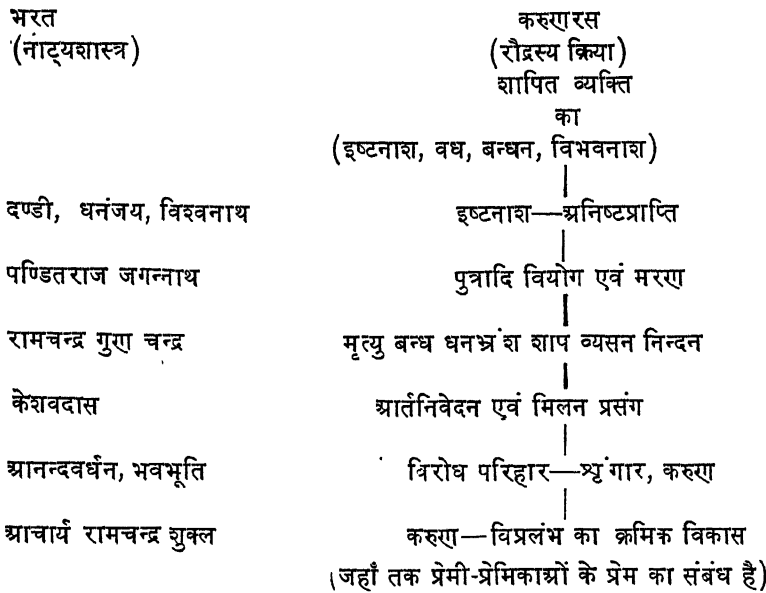 भरत करुणरस
(नाट्यशास्त्र) (रौद्रस्य क्रिया)
शापित व्यक्ति
का
(इष्टनाश, वध, बन्धन, विभवनाश)
दण्डी, धनंजय, विश्वनाथ इष्टनाश—अनिष्टप्राप्ति
पण्डितराज जगन्नाथ पुत्रादि वियोग एवं मरण
रामचन्द्र गुण चन्द्र मृत्यु बन्ध धनभ्रंश शाप व्यसन निन्दन
केशवदास आर्तनिवेदन एवं मिलन प्रसंग
आनन्दवर्धन, भवभूति विरोध परिहार—शृंगार, करुण
आचार्य रामचन्द्र शुक्ल करुण—विप्रलंभ का क्रमिक विकास
(जहाँ तक प्रेमी-प्रेमिकाओं के प्रेम का संबंध है)